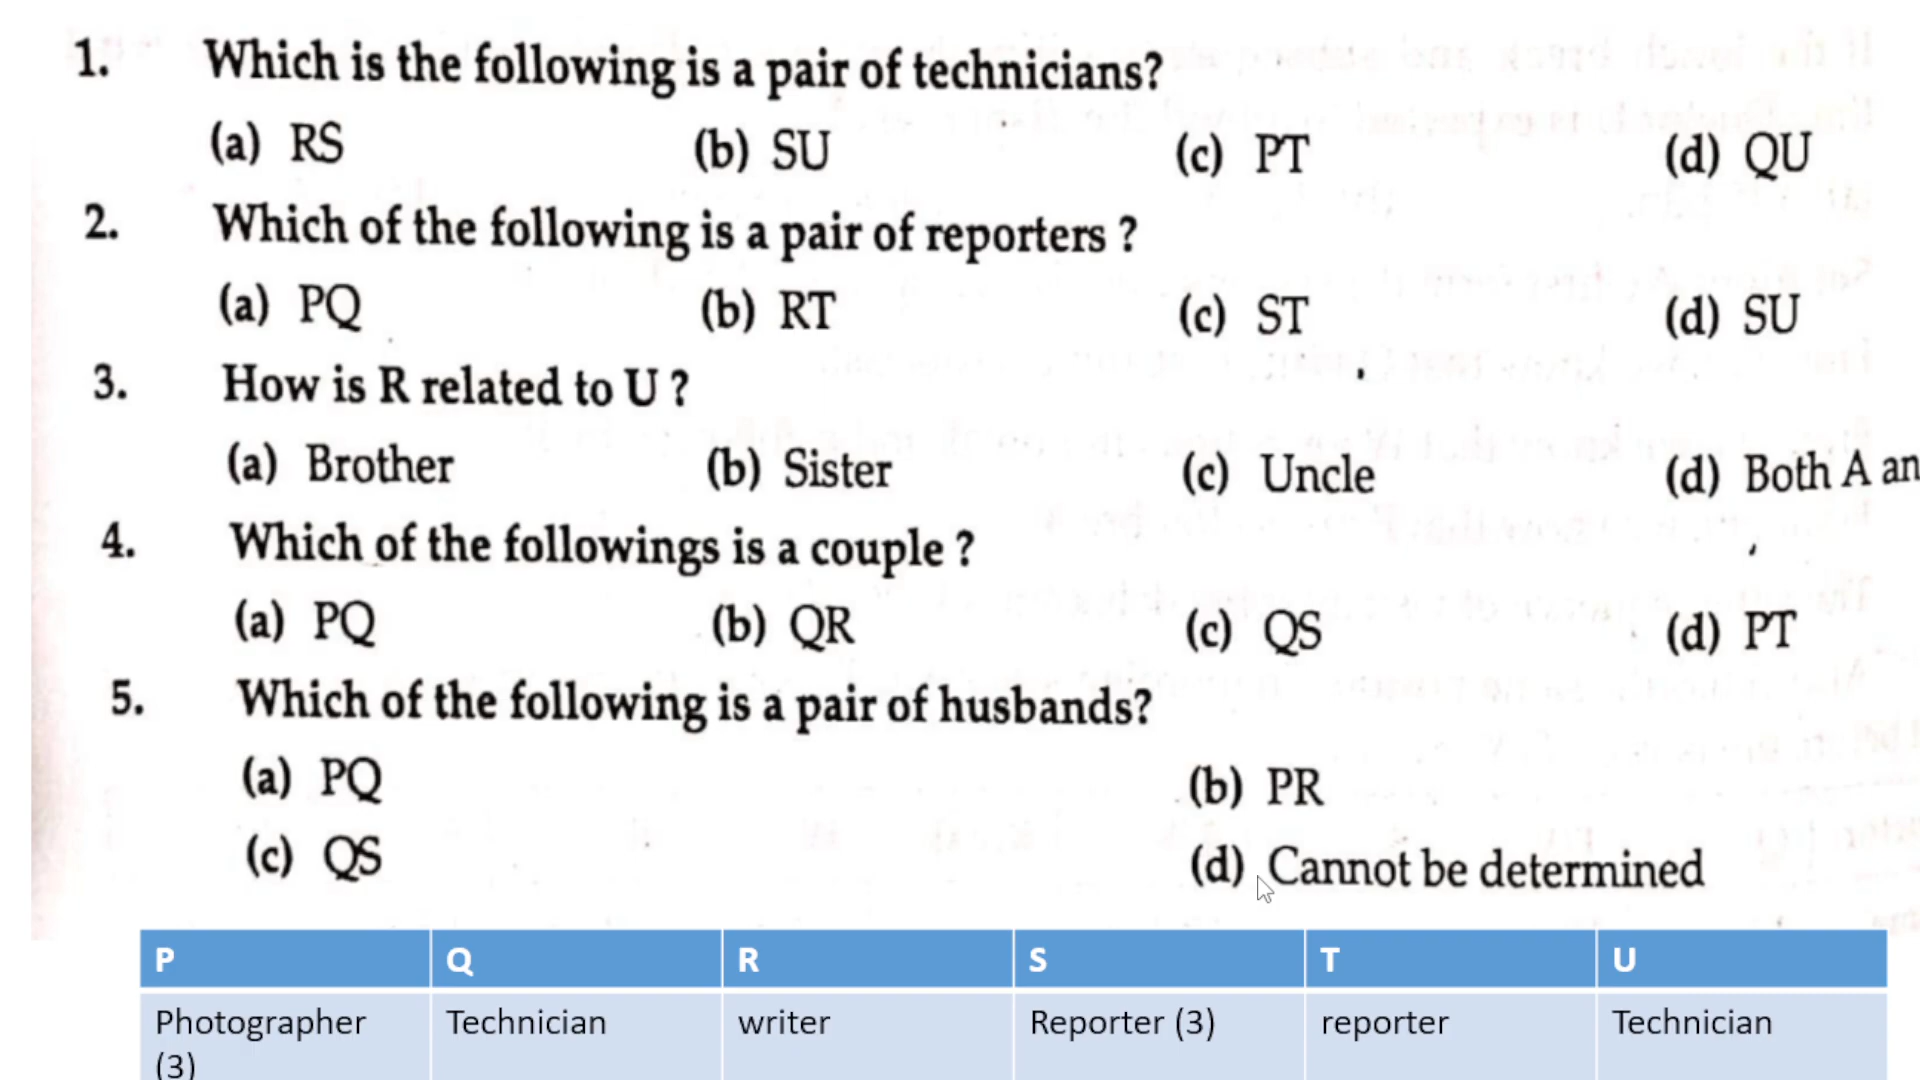 1. Which is the following is a pair of technicians?
(a) RS (b) SU (c) PT (d) QU
2. Which of the following is a pair of reporters ?
(a) PQ (b) RT (c) ST (d) SU
3. How is R related to U ?
(a) Brother (b) Sister (c) Uncle (d) Both A an
4. Which of the followings is a couple ?
(a) PQ (b) QR (c) QS (d) PT
5. Which of the following is a pair of husbands?
(a) PQ (b) PR
(c) QS (d) Cannot be determined
P Q R S T U
Photographer Technician writer Reporter (3) reporter Technician
(3)